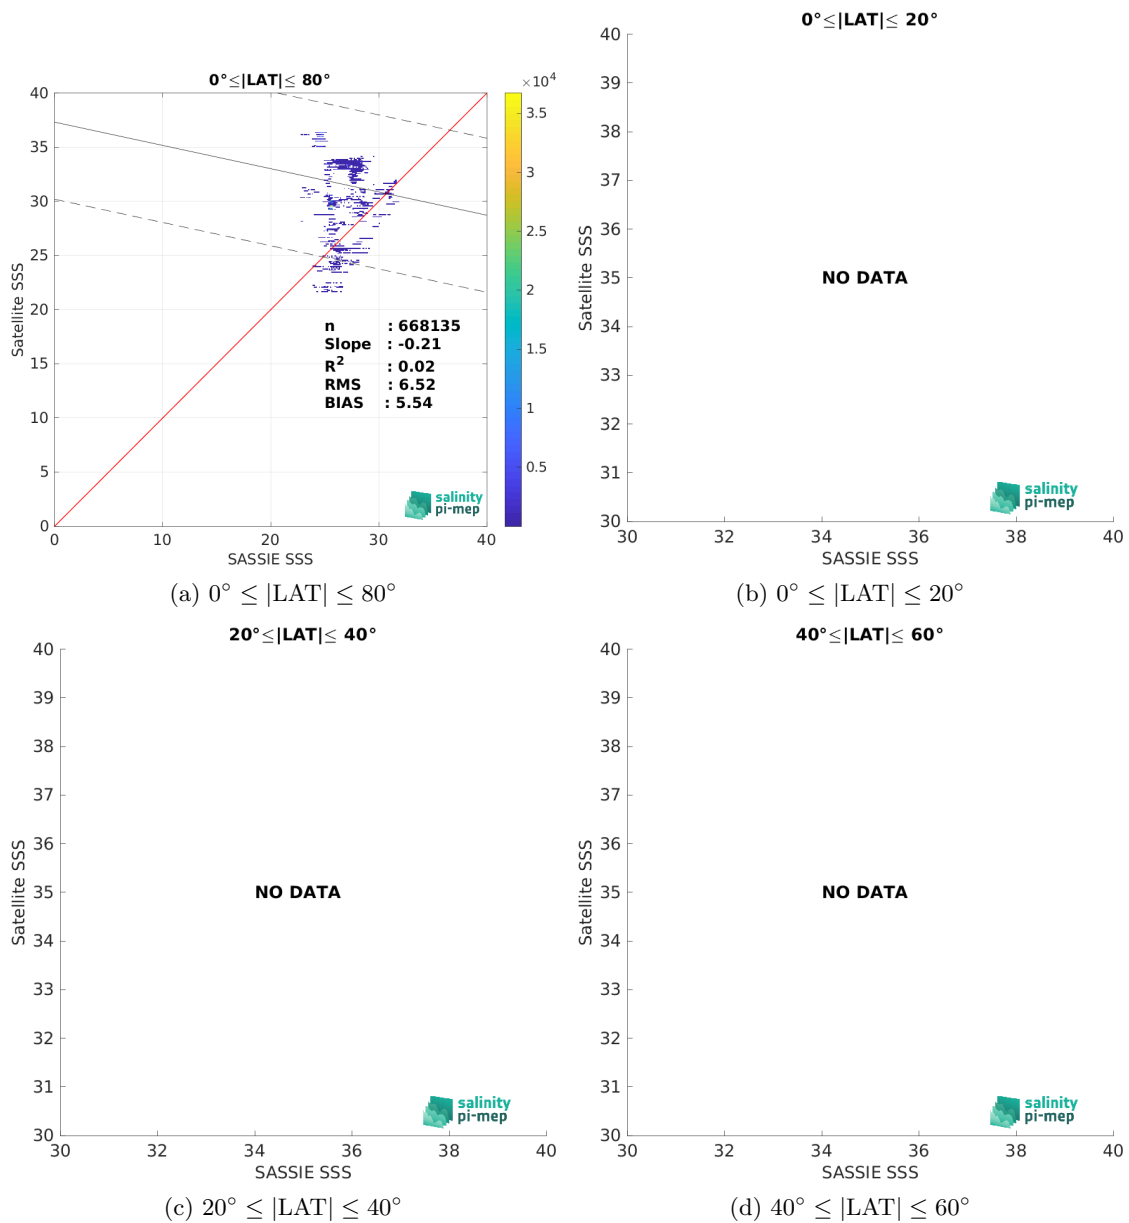 0°≤|LAT|≤ 80°
×10⁴
40
35
30
25
20
15
10
5
0
0
10
20
30
40
3.5
3
2.5
2
1.5
1
0.5
Satellite SSS
SASSIE SSS
n : 668135
Slope : -0.21
R² : 0.02
RMS : 6.52
BIAS : 5.54
salinity
pi-mep
(a) 0° ≤ |LAT| ≤ 80°
0°≤|LAT|≤ 20°
40
39
38
37
36
35
34
33
32
31
30
30
32
34
36
38
40
Satellite SSS
SASSIE SSS
NO DATA
salinity
pi-mep
(b) 0° ≤ |LAT| ≤ 20°
20°≤|LAT|≤ 40°
40
39
38
37
36
35
34
33
32
31
30
30
32
34
36
38
40
Satellite SSS
SASSIE SSS
NO DATA
salinity
pi-mep
(c) 20° ≤ |LAT| ≤ 40°
40°≤|LAT|≤ 60°
40
39
38
37
36
35
34
33
32
31
30
30
32
34
36
38
40
Satellite SSS
SASSIE SSS
NO DATA
salinity
pi-mep
(d) 40° ≤ |LAT| ≤ 60°